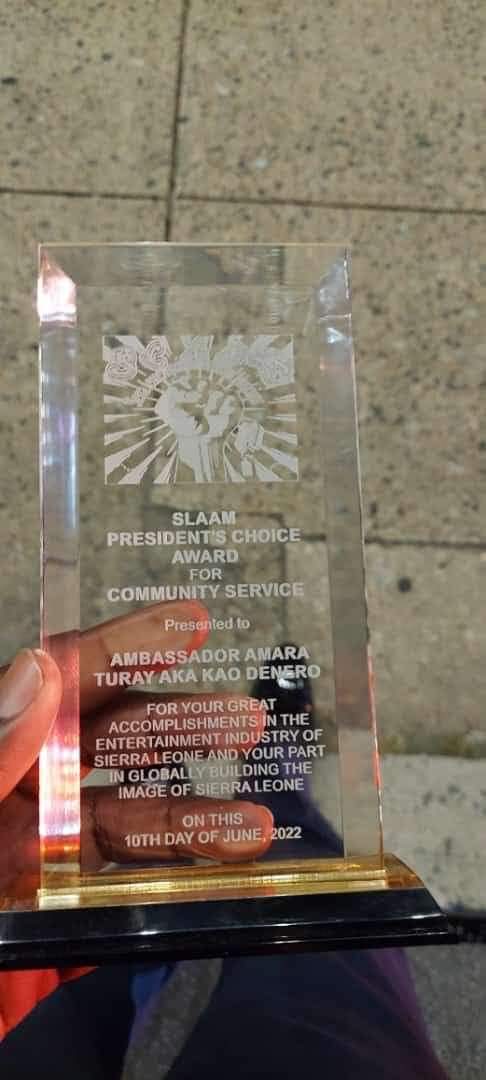 SLAAM
PRESIDENT'S CHOICE
AWARD
FOR
COMMUNITY SERVICE
Presented to
AMBASSADOR AMARA
TURAY AKA KAO DENERO
FOR YOUR GREAT
ACCOMPLISHMENTS IN THE
ENTERTAINMENT INDUSTRY OF
SIERRA LEONE AND YOUR PART
IN GLOBALLY BUILDING THE
IMAGE OF SIERRA LEONE
ON THIS
10TH DAY OF JUNE, 2022